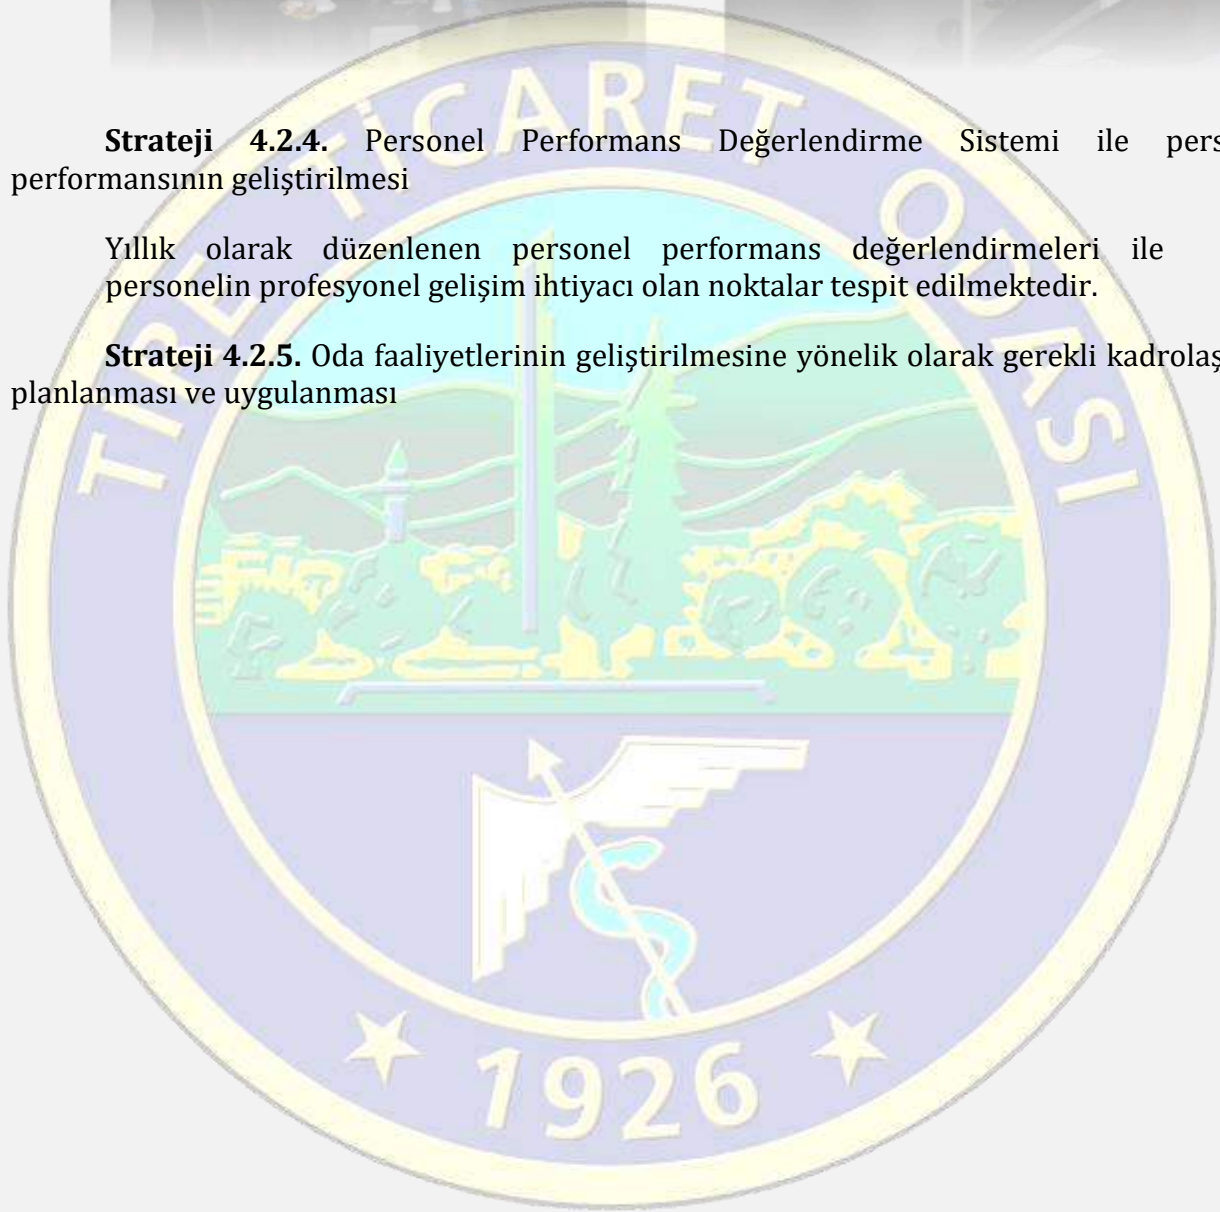 Strateji 4.2.4. Personel Performans Değerlendirme Sistemi ile pers
performansının geliştirilmesi
Yıllık olarak düzenlenen personel performans değerlendirmeleri ile
personelin profesyonel gelişim ihtiyacı olan noktalar tespit edilmektedir.
Strateji 4.2.5. Oda faaliyetlerinin geliştirilmesine yönelik olarak gerekli kadrolaş
planlanması ve uygulanması
TİRE TİCARET ODASI
1926